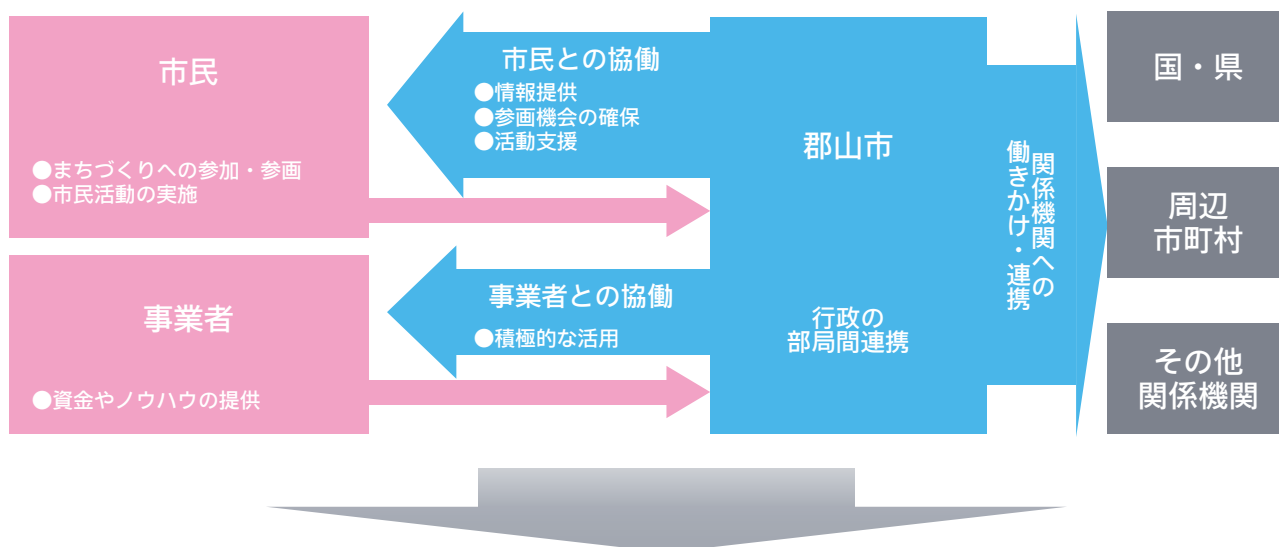 市民
●まちづくりへの参加・参画
●市民活動の実施
市民との協働
●情報提供
●参画機会の確保
●活動支援
事業者
●資金やノウハウの提供
事業者との協働
●積極的な活用
郡山市
行政の
部局間連携
関係機関への
働きかけ・連携
国・県
周辺
市町村
その他
関係機関